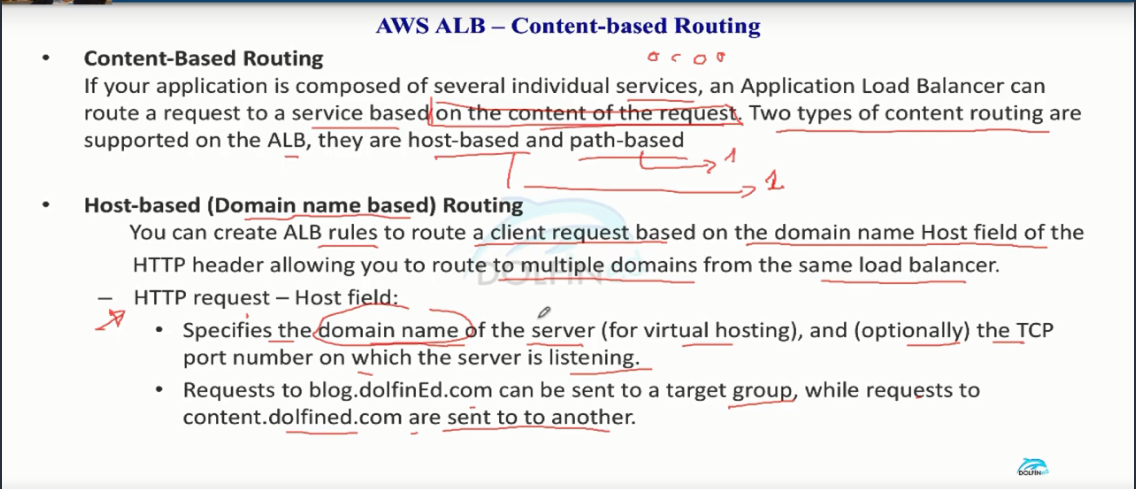 AWS ALB – Content-based Routing
• Content-Based Routing
If your application is composed of several individual services, an Application Load Balancer can
route a request to a service based on the content of the request. Two types of content routing are
supported on the ALB, they are host-based and path-based
1
1
• Host-based (Domain name based) Routing
You can create ALB rules to route a client request based on the domain name Host field of the
HTTP header allowing you to route to multiple domains from the same load balancer.
– HTTP request – Host field:
• Specifies the domain name of the server (for virtual hosting), and (optionally) the TCP
port number on which the server is listening.
• Requests to blog.dolfinEd.com can be sent to a target group, while requests to
content.dolfined.com are sent to to another.
DOLFINED